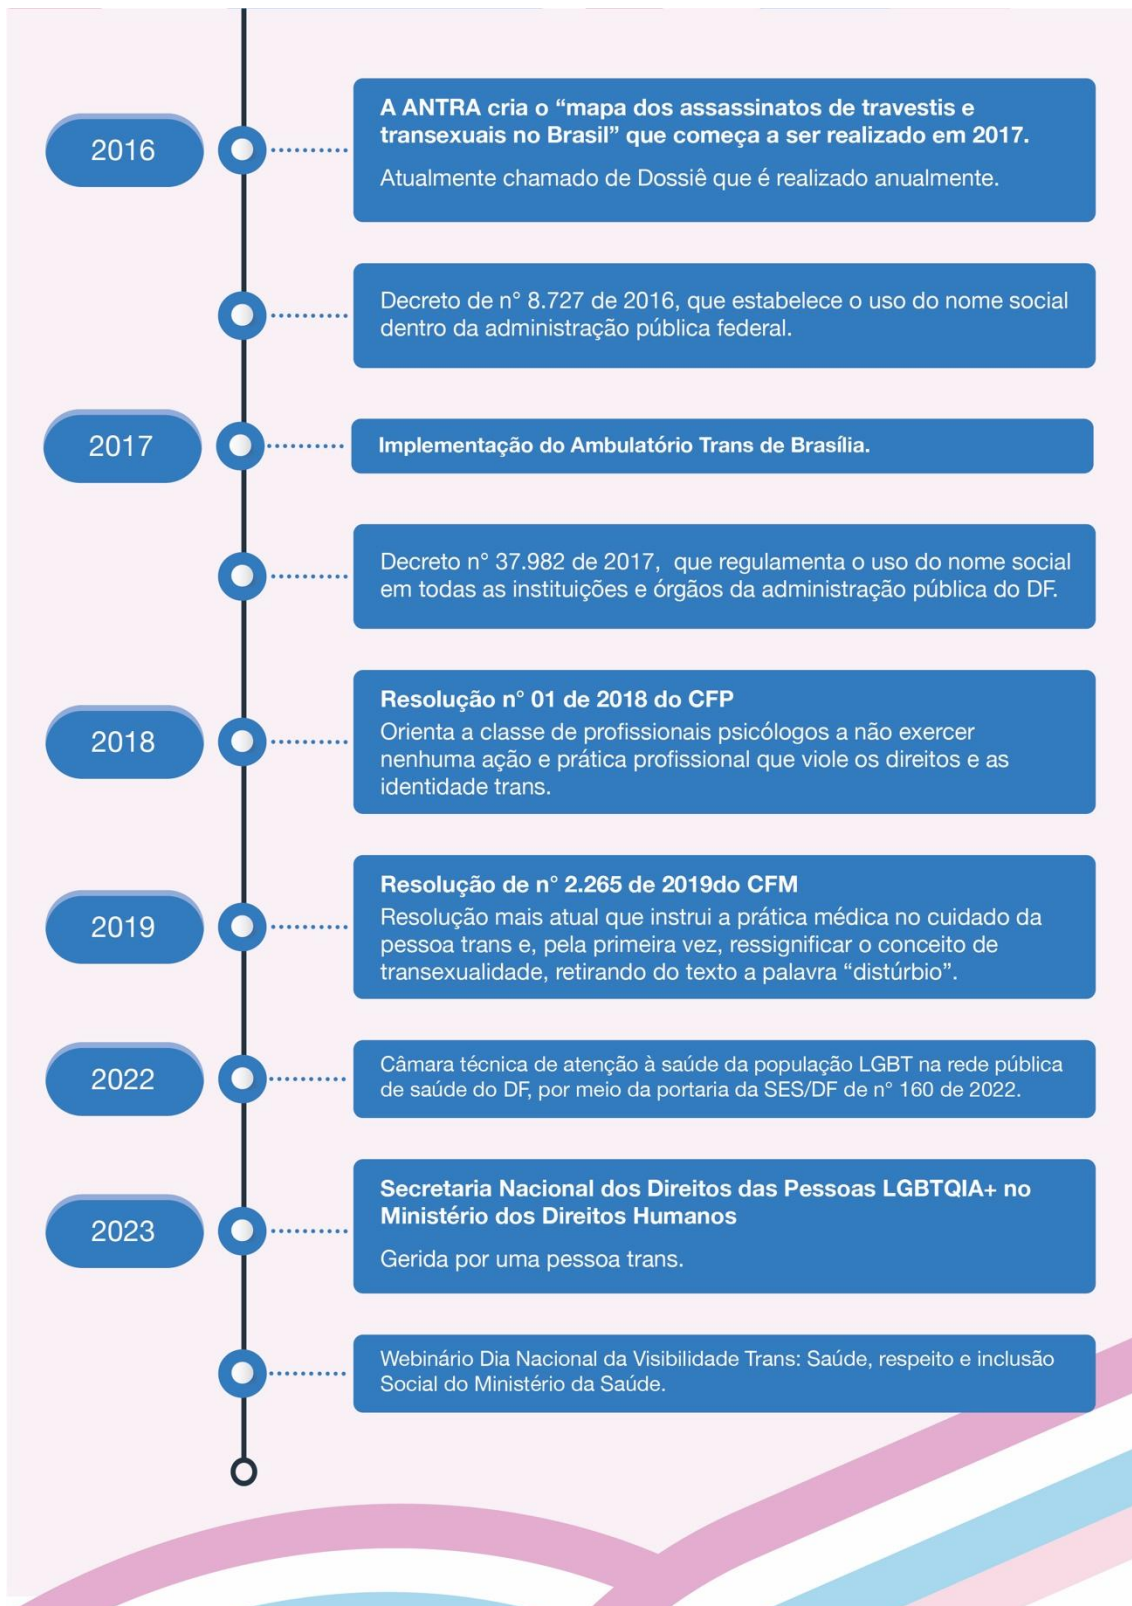 2016
A ANTRA cria o “mapa dos assassinatos de travestis e
transexuais no Brasil” que começa a ser realizado em 2017.
Atualmente chamado de Dossiê que é realizado anualmente.
Decreto de n° 8.727 de 2016, que estabelece o uso do nome social
dentro da administração pública federal.
2017
Implementação do Ambulatório Trans de Brasília.
Decreto n° 37.982 de 2017,  que regulamenta o uso do nome social
em todas as instituições e órgãos da administração pública do DF.
2018
Resolução n° 01 de 2018 do CFP
Orienta a classe de profissionais psicólogos a não exercer
nenhuma ação e prática profissional que viole os direitos e as
identidade trans.
2019
Resolução de n° 2.265 de 2019do CFM
Resolução mais atual que instrui a prática médica no cuidado da
pessoa trans e, pela primeira vez, ressignificar o conceito de
transexualidade, retirando do texto a palavra “distúrbio”.
2022
Câmara técnica de atenção à saúde da população LGBT na rede pública
de saúde do DF, por meio da portaria da SES/DF de n° 160 de 2022.
2023
Secretaria Nacional dos Direitos das Pessoas LGBTQIA+ no
Ministério dos Direitos Humanos
Gerida por uma pessoa trans.
Webinário Dia Nacional da Visibilidade Trans: Saúde, respeito e inclusão
Social do Ministério da Saúde.